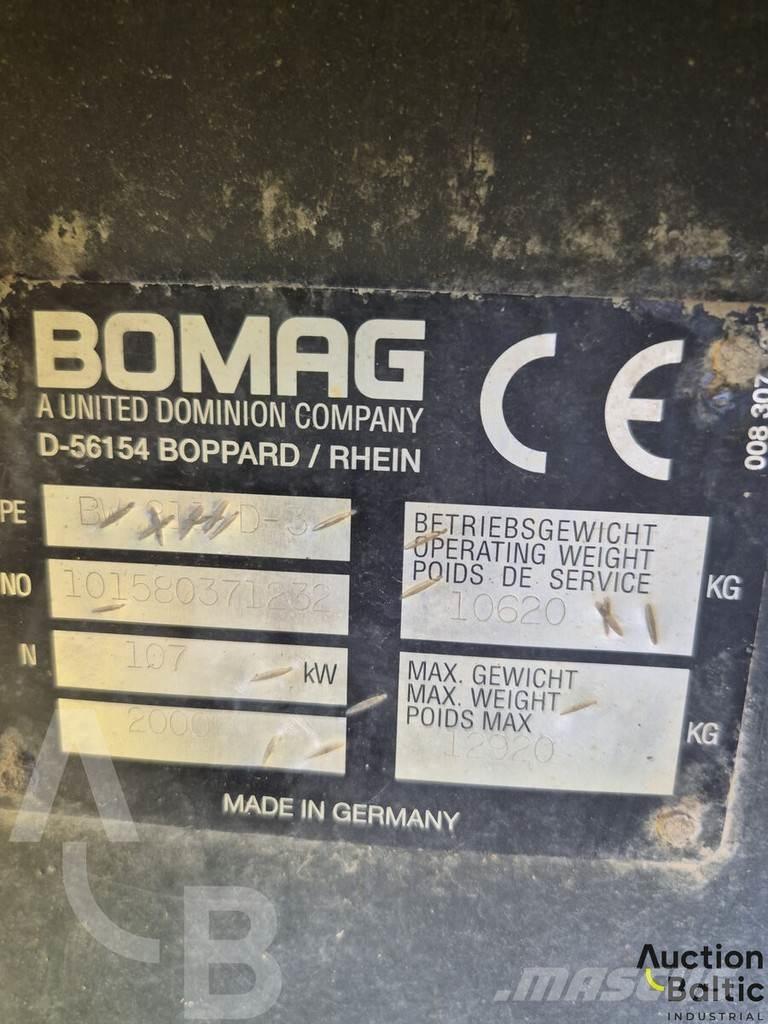 BOMAG
A UNITED DOMINION COMPANY
D-56154 BOPPARD / RHEIN
CE
008 307
PE
D-3
NO 101580371232
N 107 kW
2000
BETRIEBSGEWICHT
OPERATING WEIGHT
POIDS DE SERVICE
10620 KG
MAX. GEWICHT
MAX. WEIGHT
POIDS MAX
12920 KG
MADE IN GERMANY
A
B
Auction
Baltic
INDUSTRIAL